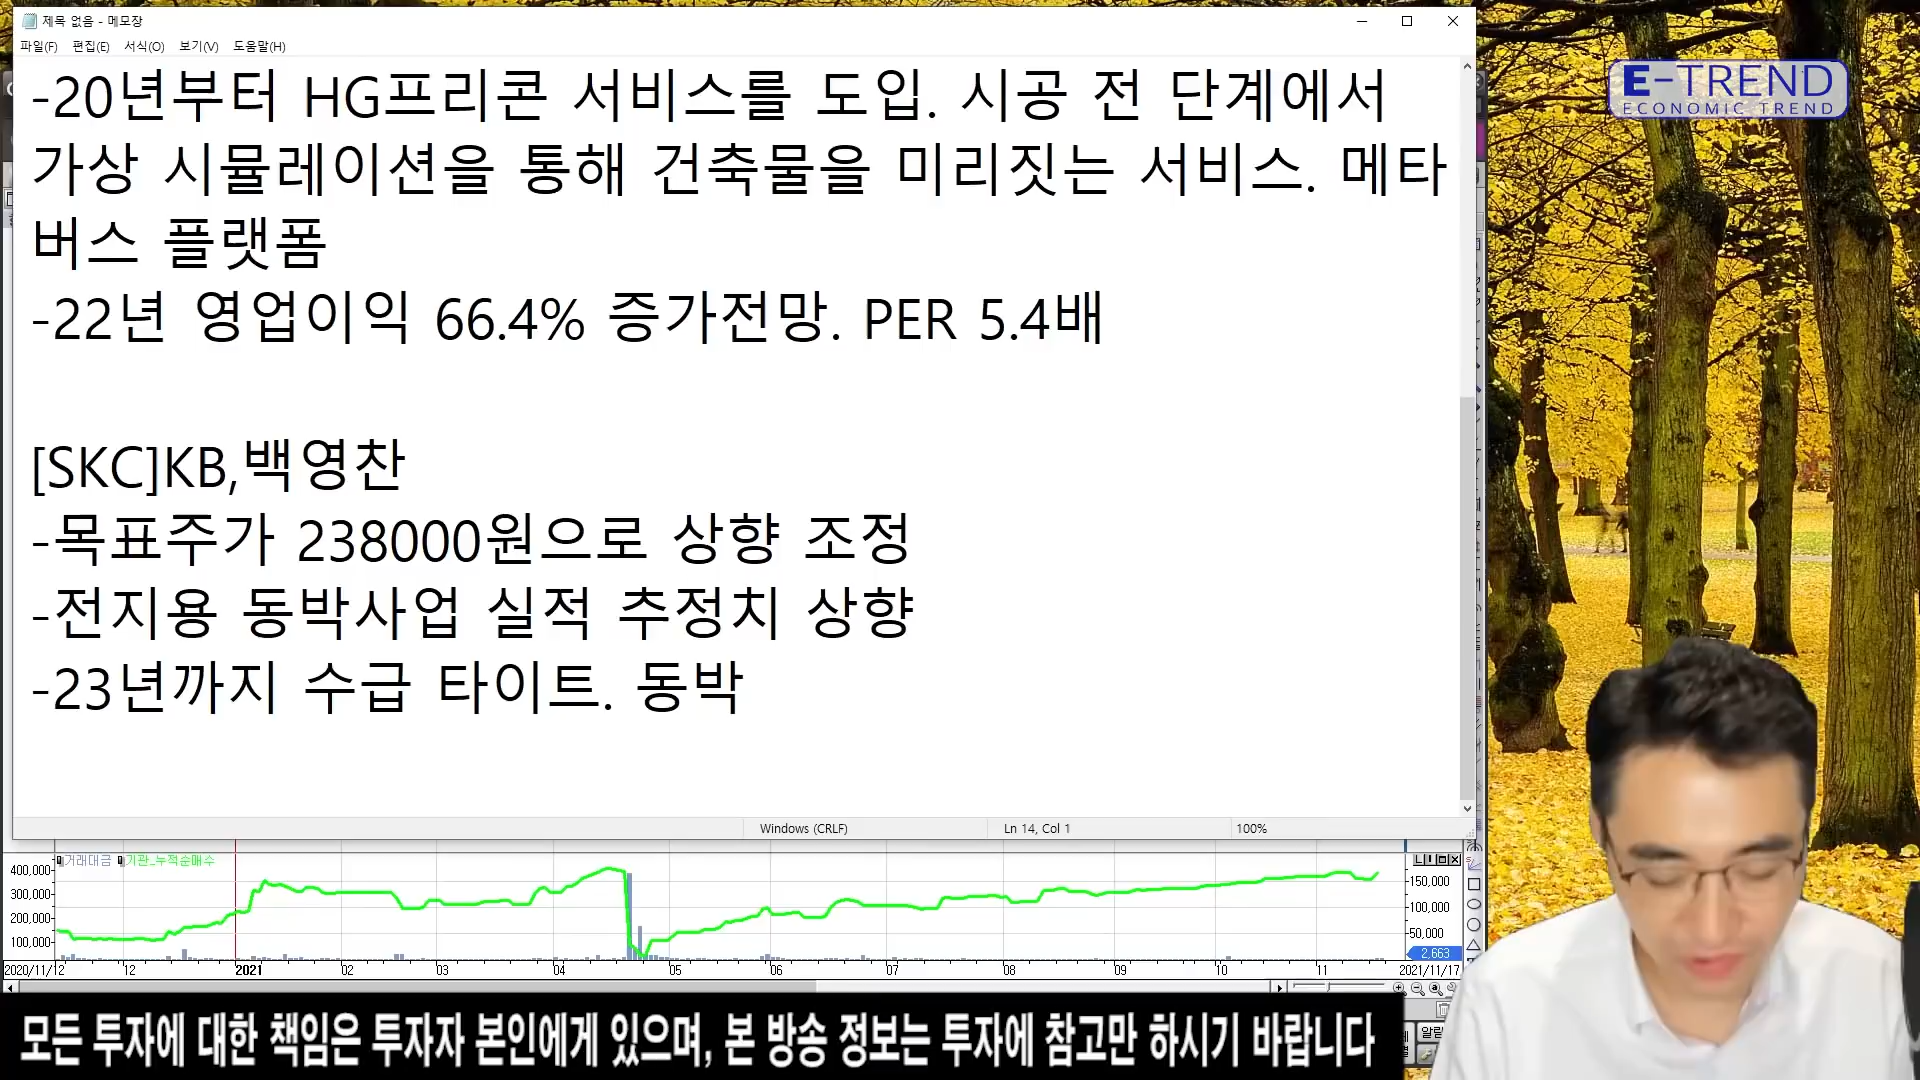 제목 없음 - 메모장
파일(F) 편집(E) 서식(O) 보기(V) 도움말(H)
-20년부터 HG프리콘 서비스를 도입. 시공 전 단계에서
가상 시뮬레이션을 통해 건축물을 미리짓는 서비스. 메타
버스 플랫폼
-22년 영업이익 66.4% 증가전망. PER 5.4배
[SKC]KB,백영찬
-목표주가 238000원으로 상향 조정
-전지용 동박사업 실적 추정치 상향
-23년까지 수급 타이트. 동박
Windows (CRLF) Ln 14, Col 1 100%
E-TREND
ECONOMIC TREND
거래대금 기관_누적순매수
400,000
300,000
200,000
100,000
150,000
100,000
50,000
2,663
2020/11/12 12 2021 02 03 04 05 06 07 08 09 10 11 2021/11/17
알림
모든 투자에 대한 책임은 투자자 본인에게 있으며, 본 방송 정보는 투자에 참고만 하시기 바랍니다